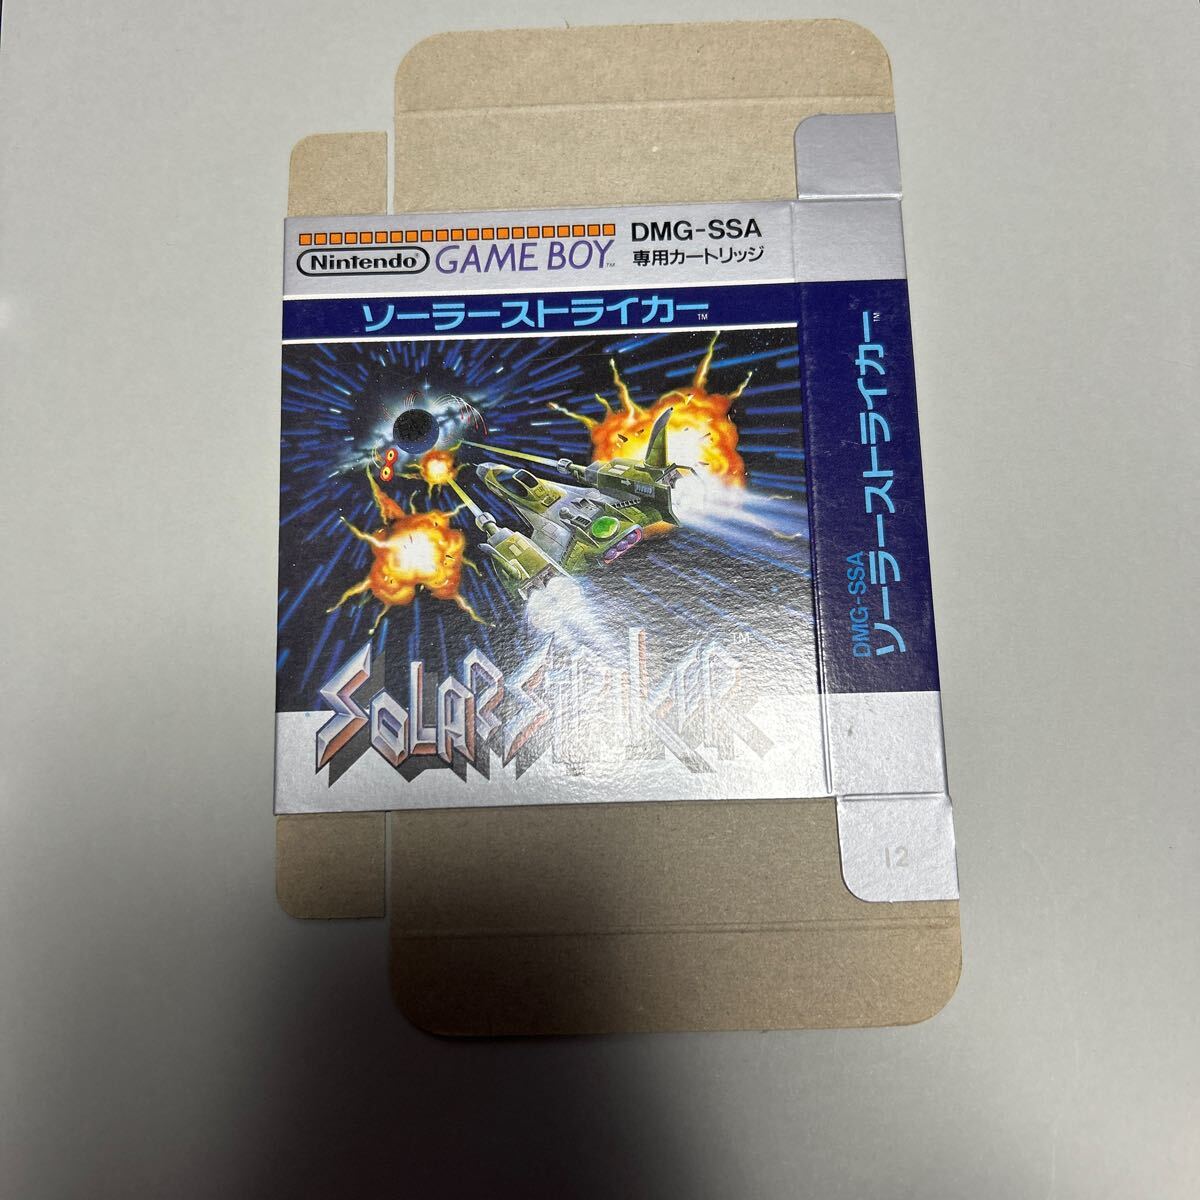 DMG-SSA
Nintendo® GAME BOY™
専用カートリッジ
ソーラーストライカー™
SOLAR STRIKER™
DMG-SSA
ソーラーストライカー™
12